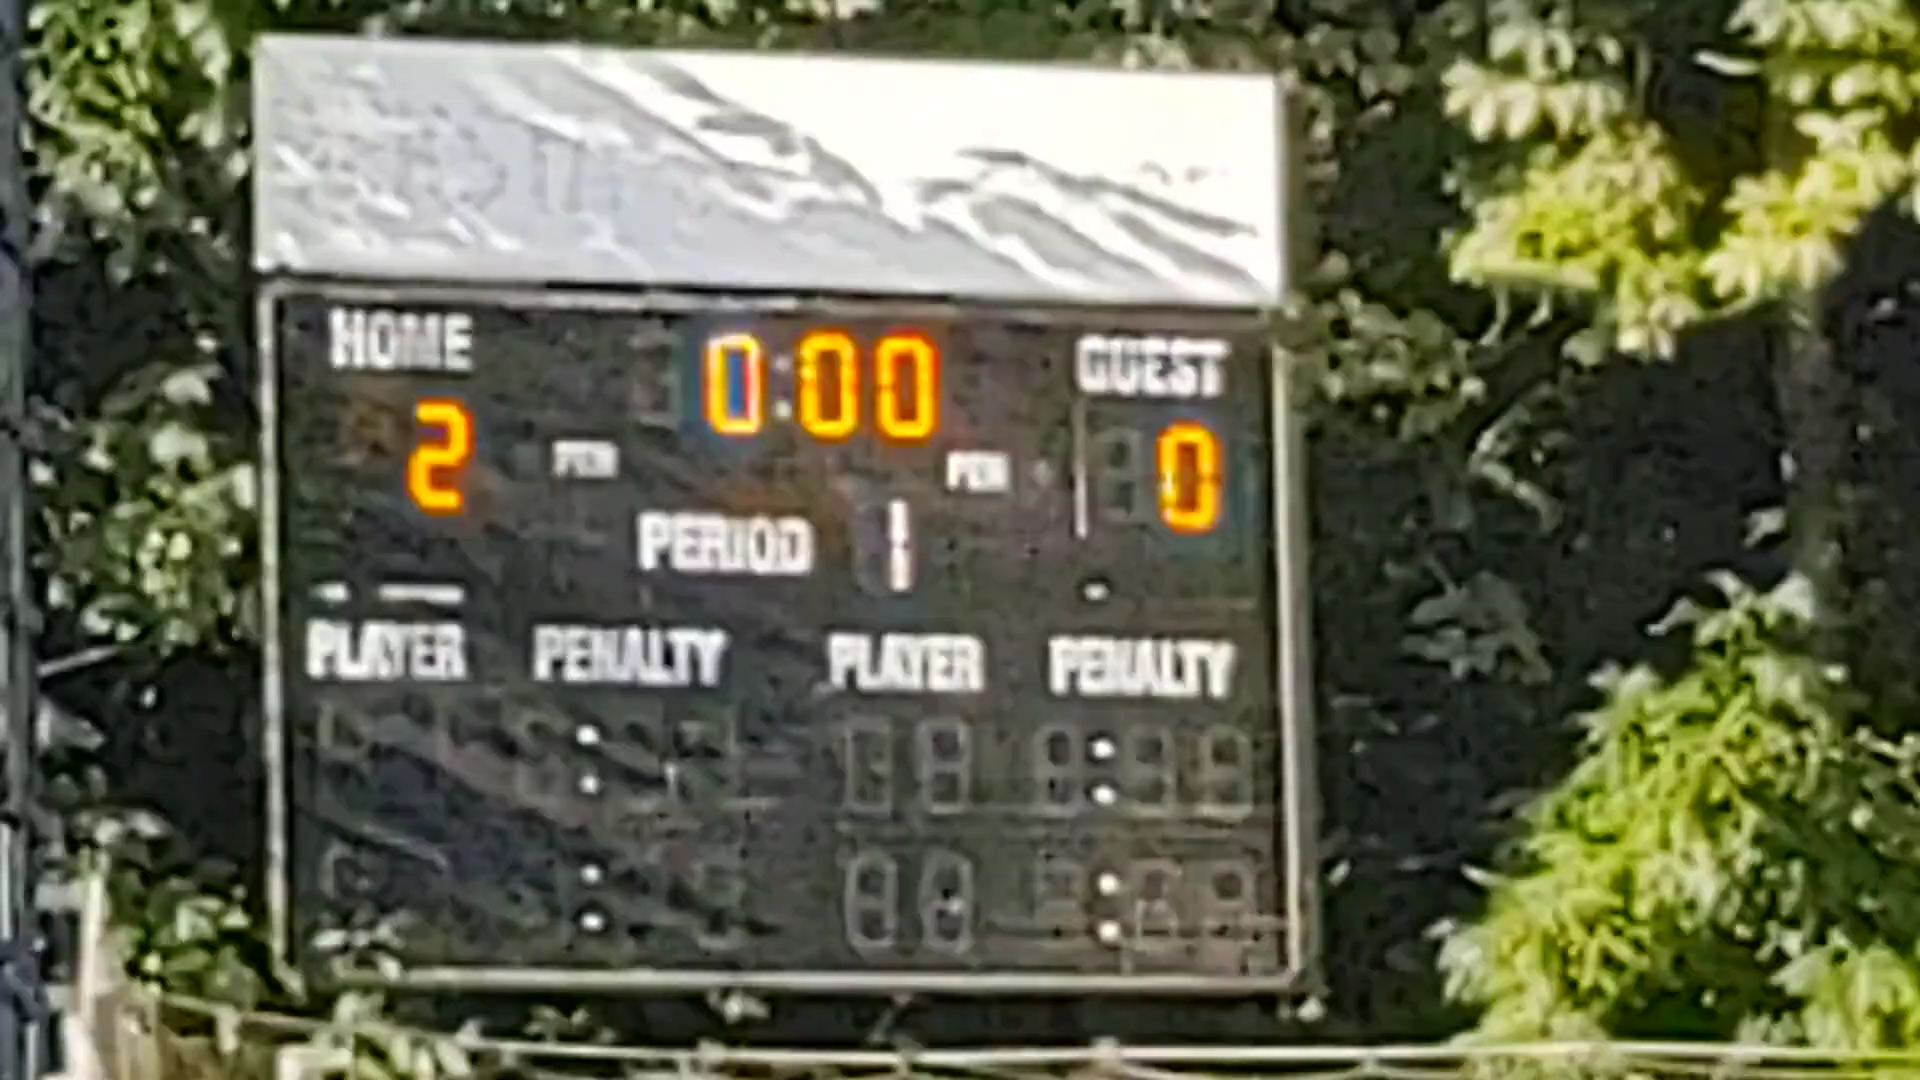 HOME 0:00 GUEST
2 PEN PEN 0
PERIOD 1
PLAYER PENALTY PLAYER PENALTY
: :
: :